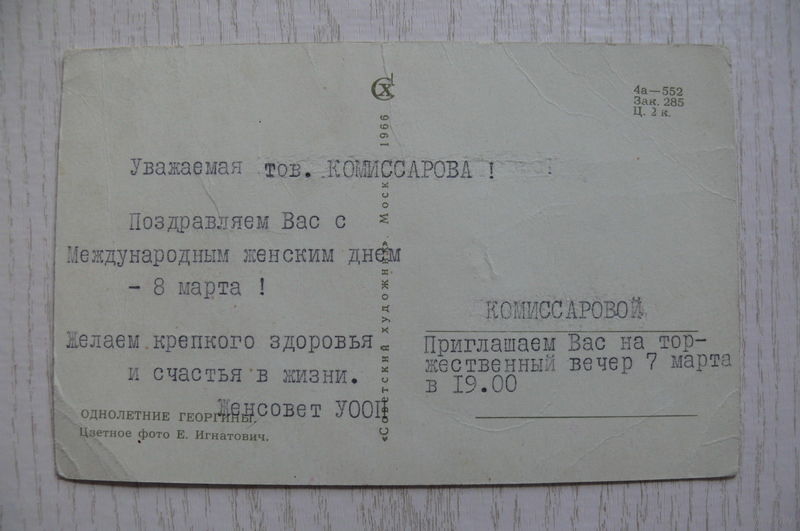 СХ
4а—552
Зак. 285
Ц. 2 к.
Уважаемая тов. КОМИССАРОВА !
Поздравляем Вас с
Международным женским днем
- 8 марта !
Желаем крепкого здоровья
и счастья в жизни.
Женсовет УООП
ОДНОЛЕТНИЕ ГЕОРГИНЫ.
Цветное фото Е. Игнатович.
«Советский художник». Москва 1966
КОМИССАРОВОЙ
Приглашаем Вас на тор-
жественный вечер 7 марта
в 19.00